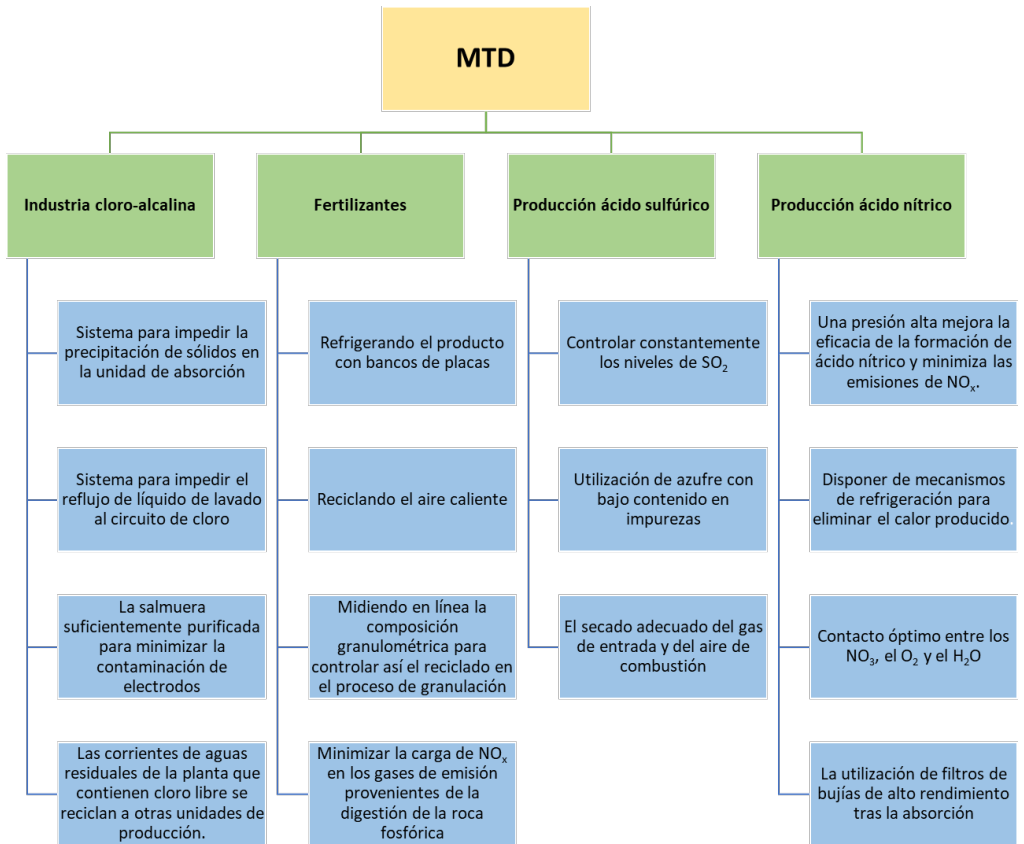 MTD
Industria cloro-alcalina
Sistema para impedir la
precipitación de sólidos en
la unidad de absorción
Sistema para impedir el
reflujo de líquido de lavado
al circuito de cloro
La salmuera
suficientemente purificada
para minimizar la
contaminación de
electrodos
Las corrientes de aguas
residuales de la planta que
contienen cloro libre se
reciclan a otras unidades de
producción.
Fertilizantes
Refrigerando el producto
con bancos de placas
Reciclando el aire caliente
Midiendo en línea la
composición
granulométrica para
controlar así el reciclado en
el proceso de granulación
Minimizar la carga de NOₓ
en los gases de emisión
provenientes de la
digestión de la roca
fosfórica
Producción ácido sulfúrico
Controlar constantemente
los niveles de SO₂
Utilización de azufre con
bajo contenido en
impurezas
El secado adecuado del gas
de entrada y del aire de
combustión
Producción ácido nítrico
Una presión alta mejora la
eficacia de la formación de
ácido nítrico y minimiza las
emisiones de NOₓ.
Disponer de mecanismos
de refrigeración para
eliminar el calor producido.
Contacto óptimo entre los
NO₃, el O₂ y el H₂O
La utilización de filtros de
bujías de alto rendimiento
tras la absorción